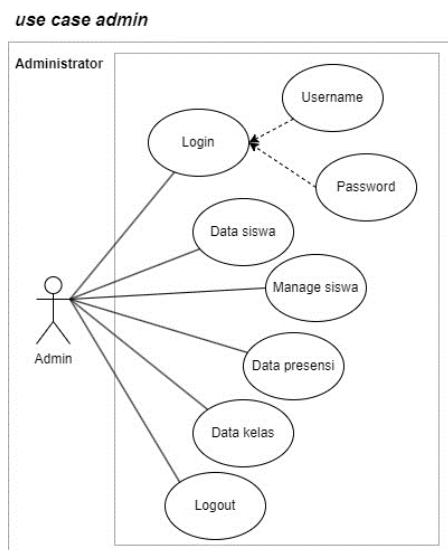 use case admin
Administrator
Username
Login
Password
Data siswa
Manage siswa
Admin
Data presensi
Data kelas
Logout